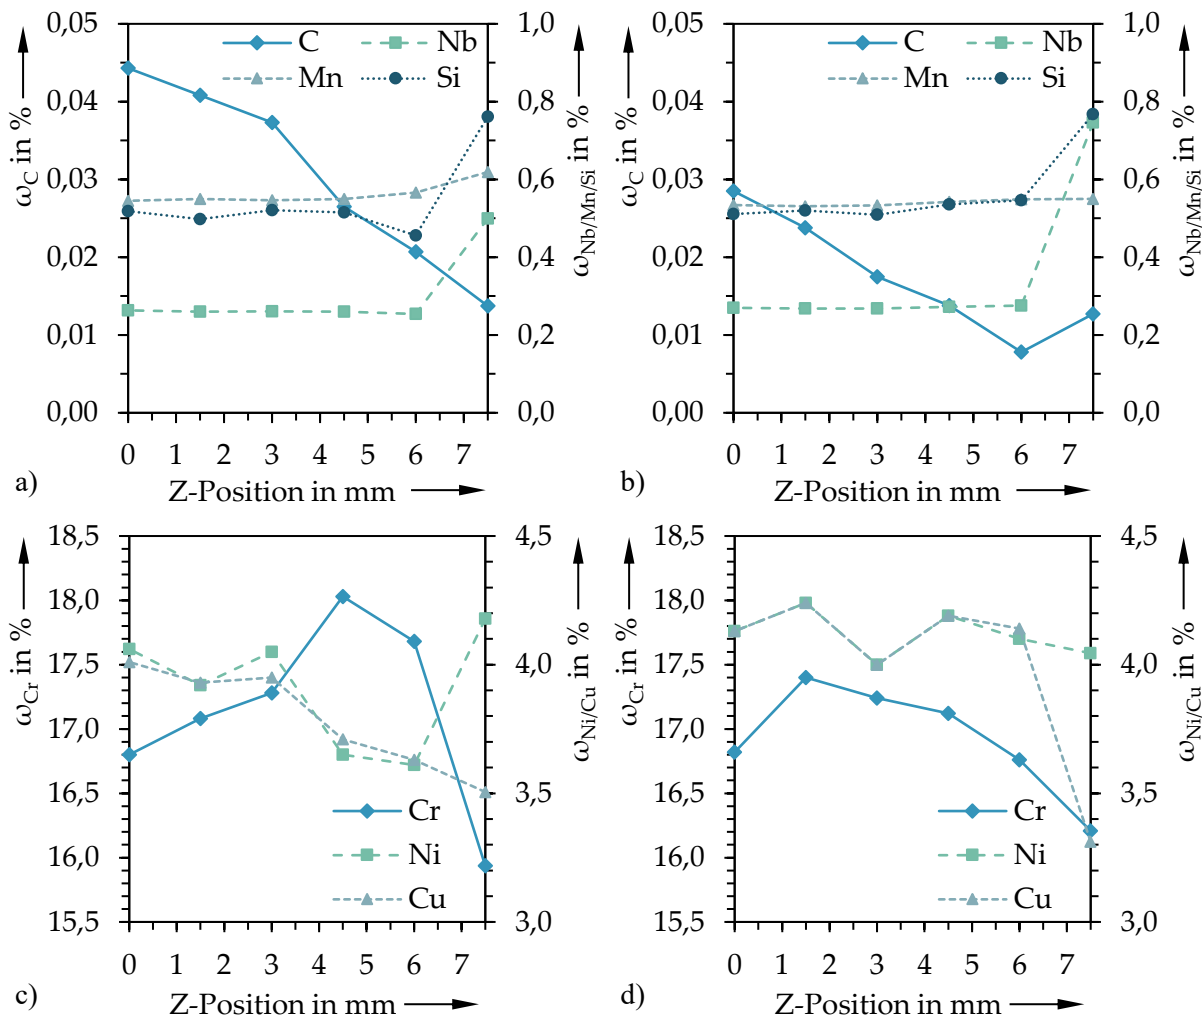 0,05
0,04
0,03
0,02
0,01
0,00
ωC in %
C
Nb
Mn
Si
1,0
0,8
0,6
0,4
0,2
0,0
ωNb/Mn/Si in %
0 1 2 3 4 5 6 7
a)
Z-Position in mm
0,05
0,04
0,03
0,02
0,01
0,00
ωC in %
C
Nb
Mn
Si
1,0
0,8
0,6
0,4
0,2
0,0
ωNb/Mn/Si in %
0 1 2 3 4 5 6 7
b)
Z-Position in mm
18,5
18,0
17,5
17,0
16,5
16,0
15,5
ωCr in %
Cr
Ni
Cu
4,5
4,0
3,5
3,0
ωNi/Cu in %
0 1 2 3 4 5 6 7
c)
Z-Position in mm
18,5
18,0
17,5
17,0
16,5
16,0
15,5
ωCr in %
Cr
Ni
Cu
4,5
4,0
3,5
3,0
ωNi/Cu in %
0 1 2 3 4 5 6 7
d)
Z-Position in mm